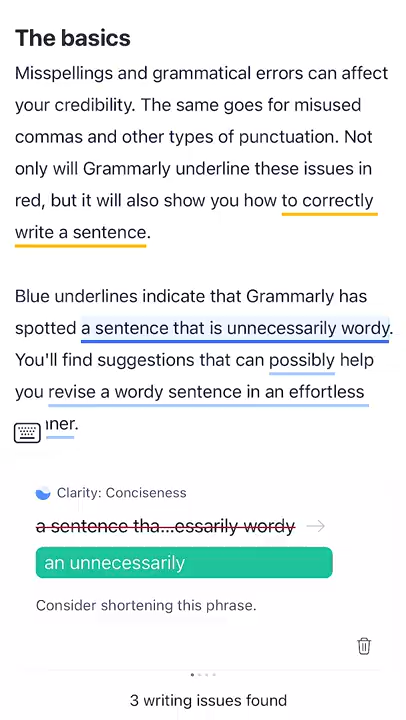 The basics
Misspellings and grammatical errors can affect
your credibility. The same goes for misused
commas and other types of punctuation. Not
only will Grammarly underline these issues in
red, but it will also show you how to correctly
write a sentence.
Blue underlines indicate that Grammarly has
spotted a sentence that is unnecessarily wordy.
You'll find suggestions that can possibly help
you revise a wordy sentence in an effortless
nner.
Clarity: Conciseness
a sentence tha...essarily wordy
an unnecessarily
Consider shortening this phrase.
3 writing issues found